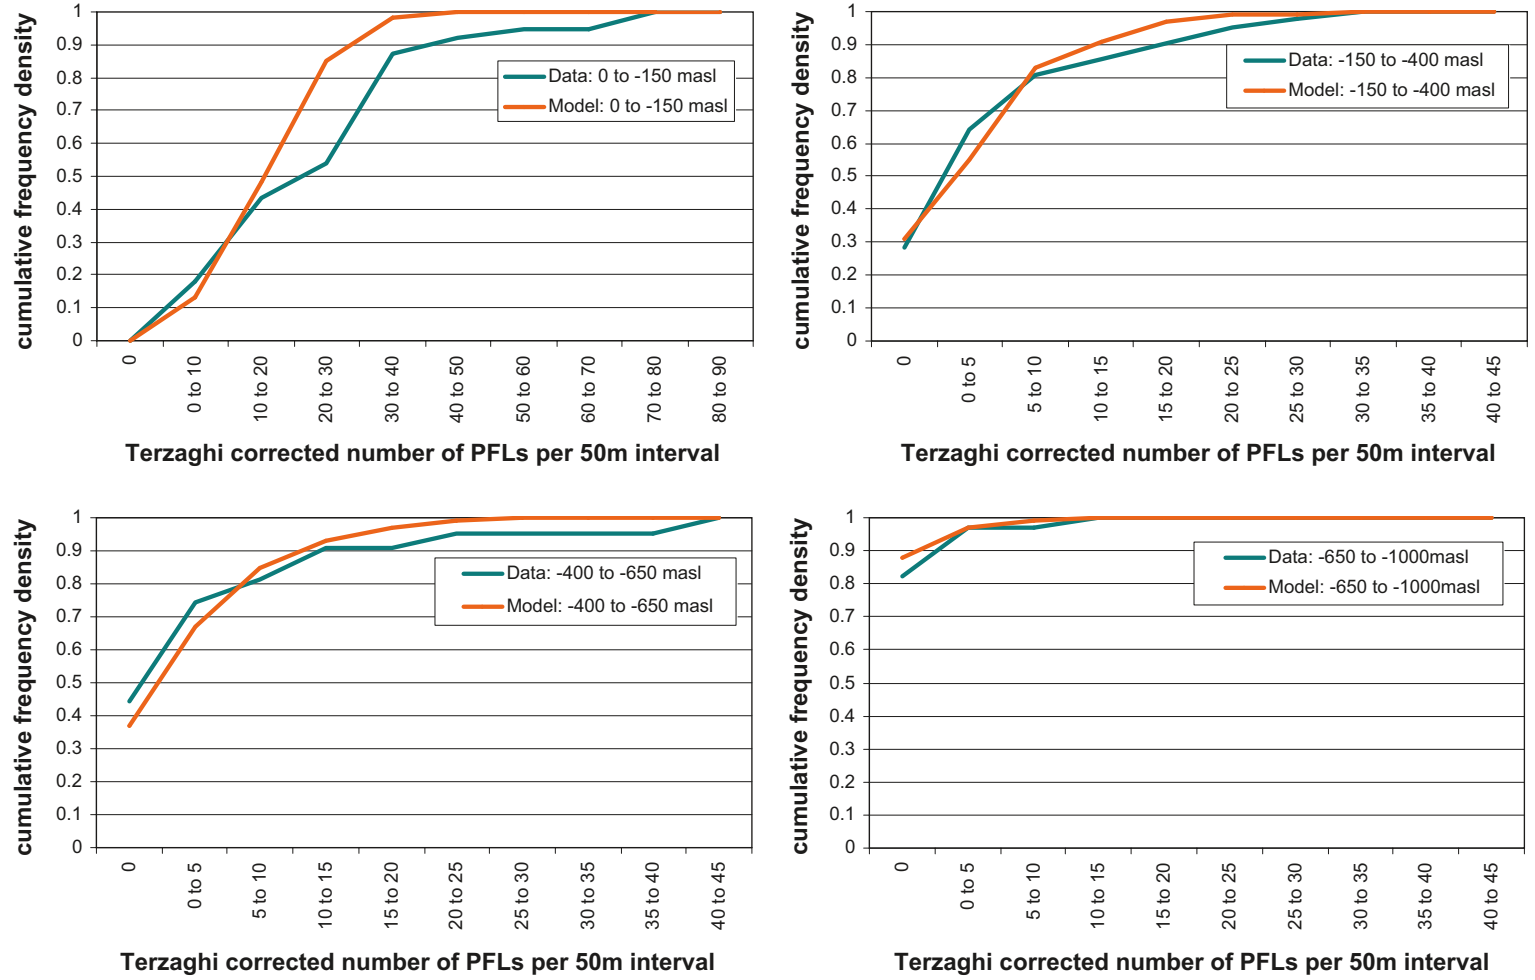 cumulative frequency density
1
0.9
0.8
0.7
0.6
0.5
0.4
0.3
0.2
0.1
0
Data: 0 to -150 masl
Model: 0 to -150 masl
0
0 to 10
10 to 20
20 to 30
30 to 40
40 to 50
50 to 60
60 to 70
70 to 80
80 to 90
Terzaghi corrected number of PFLs per 50m interval
cumulative frequency density
1
0.9
0.8
0.7
0.6
0.5
0.4
0.3
0.2
0.1
0
Data: -150 to -400 masl
Model: -150 to -400 masl
0
0 to 5
5 to 10
10 to 15
15 to 20
20 to 25
25 to 30
30 to 35
35 to 40
40 to 45
Terzaghi corrected number of PFLs per 50m interval
cumulative frequency density
1
0.9
0.8
0.7
0.6
0.5
0.4
0.3
0.2
0.1
0
Data: -400 to -650 masl
Model: -400 to -650 masl
0
0 to 5
5 to 10
10 to 15
15 to 20
20 to 25
25 to 30
30 to 35
35 to 40
40 to 45
Terzaghi corrected number of PFLs per 50m interval
cumulative frequency density
1
0.9
0.8
0.7
0.6
0.5
0.4
0.3
0.2
0.1
0
Data: -650 to -1000masl
Model: -650 to -1000masl
0
0 to 5
5 to 10
10 to 15
15 to 20
20 to 25
25 to 30
30 to 35
35 to 40
40 to 45
Terzaghi corrected number of PFLs per 50m interval